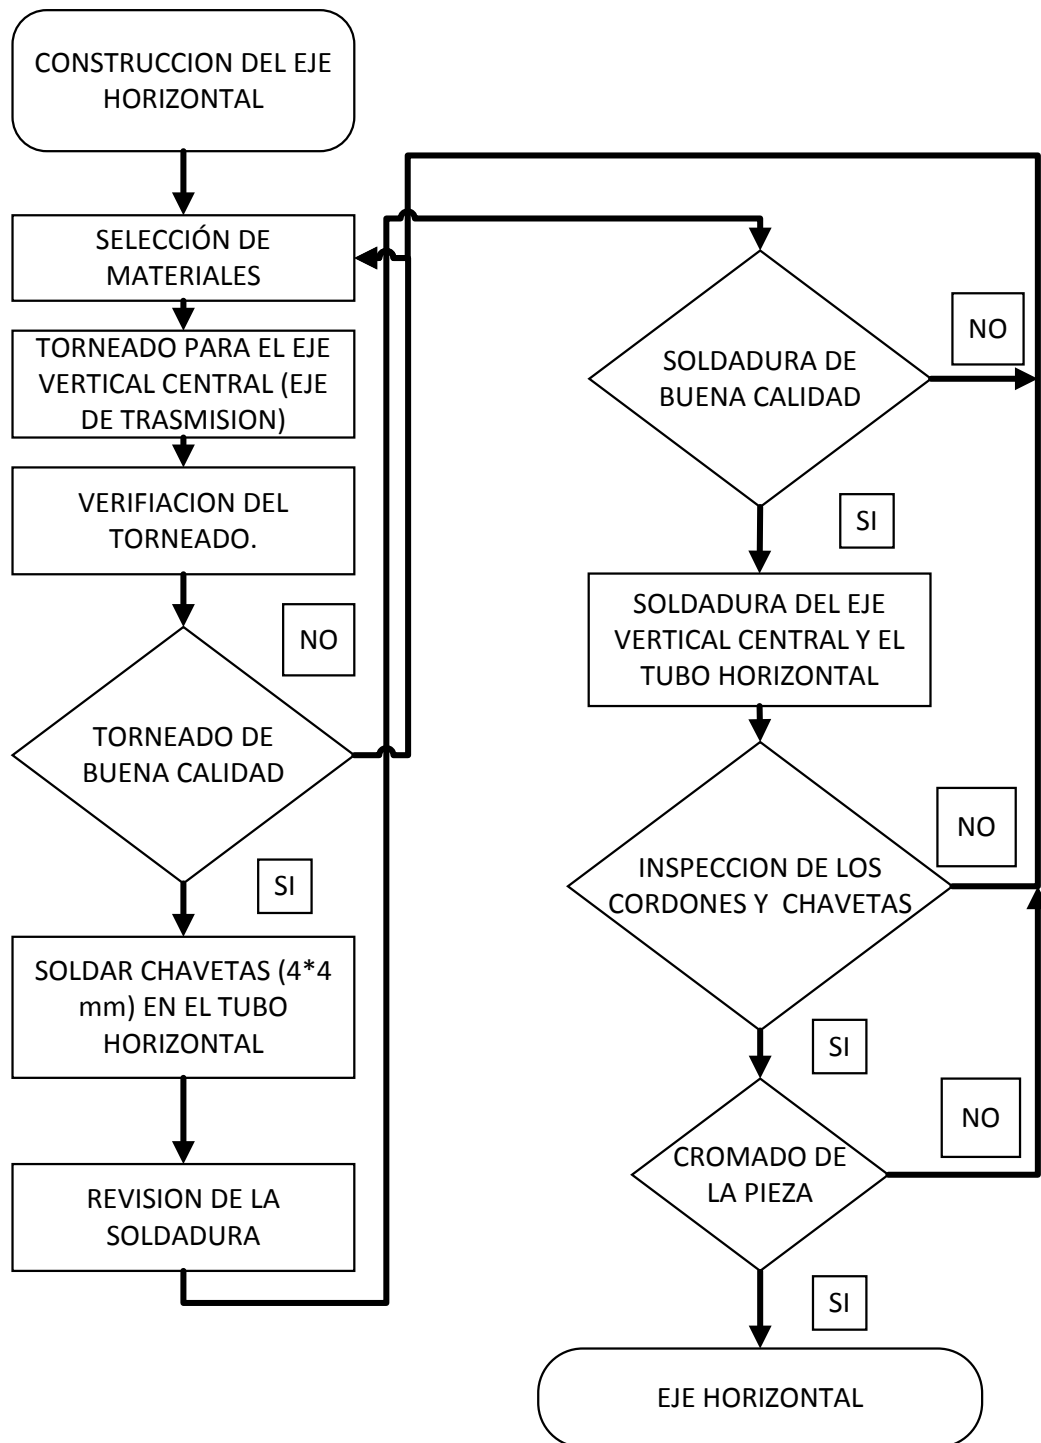 CONSTRUCCION DEL EJE
HORIZONTAL
SELECCIÓN DE
MATERIALES
TORNEADO PARA EL EJE
VERTICAL CENTRAL (EJE
DE TRASMISION)
VERIFIACION DEL
TORNEADO.
NO
TORNEADO DE
BUENA CALIDAD
SI
SOLDAR CHAVETAS (4*4
mm) EN EL TUBO
HORIZONTAL
REVISION DE LA
SOLDADURA
NO
SOLDADURA DE
BUENA CALIDAD
SI
SOLDADURA DEL EJE
VERTICAL CENTRAL Y EL
TUBO HORIZONTAL
NO
INSPECCION DE LOS
CORDONES Y  CHAVETAS
SI
NO
CROMADO DE
LA PIEZA
SI
EJE HORIZONTAL